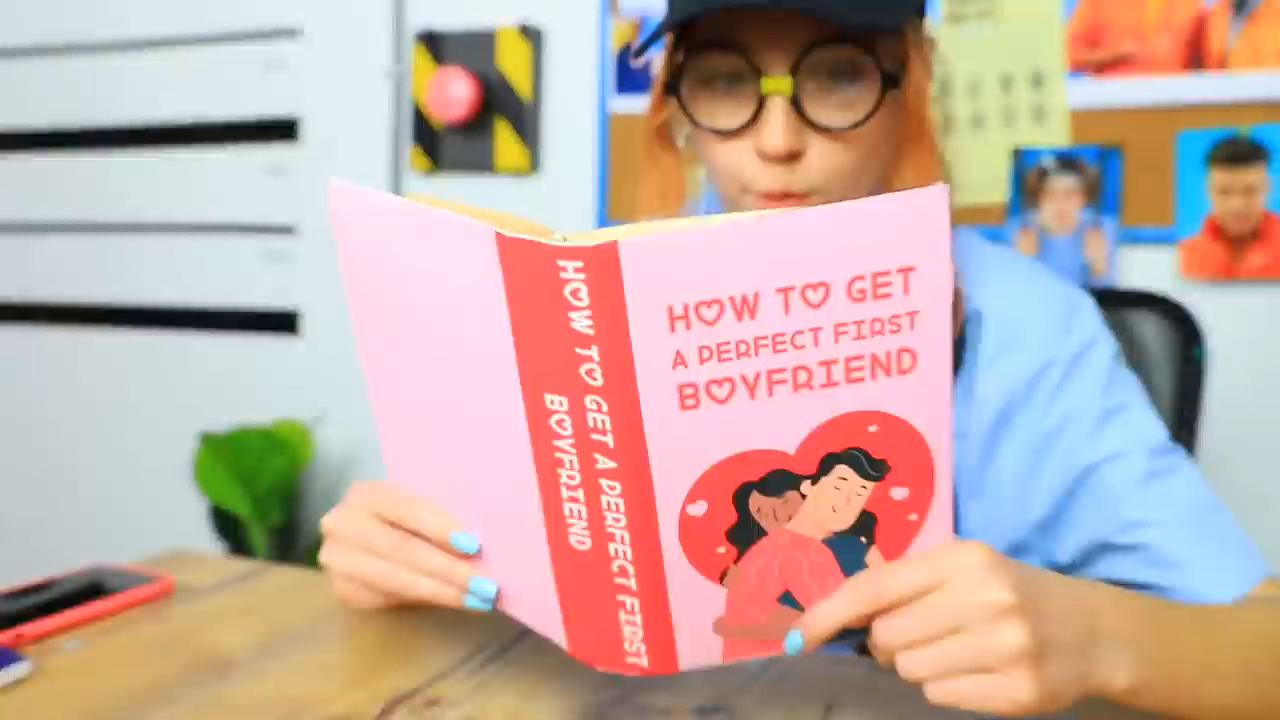 HOW TO GET A PERFECT FIRST
BOYFRIEND
HOW TO GET
A PERFECT FIRST
BOYFRIEND